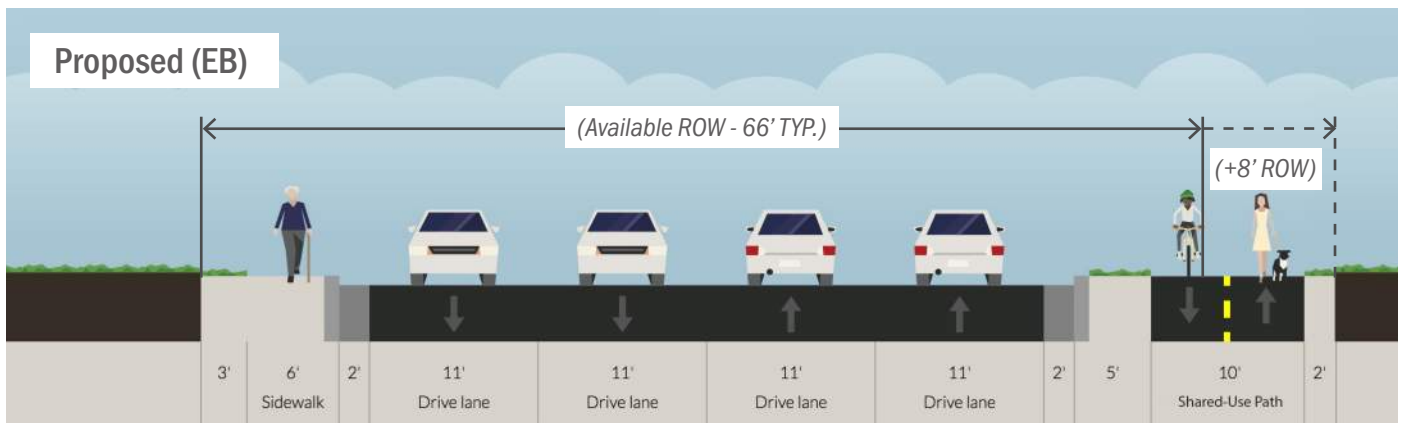 Proposed (EB)
(Available ROW - 66’ TYP.)
(+8’ ROW)
3' 6' 2' 11' 11' 11' 11' 2' 5' 10' 2'
Sidewalk Drive lane Drive lane Drive lane Drive lane Shared-Use Path